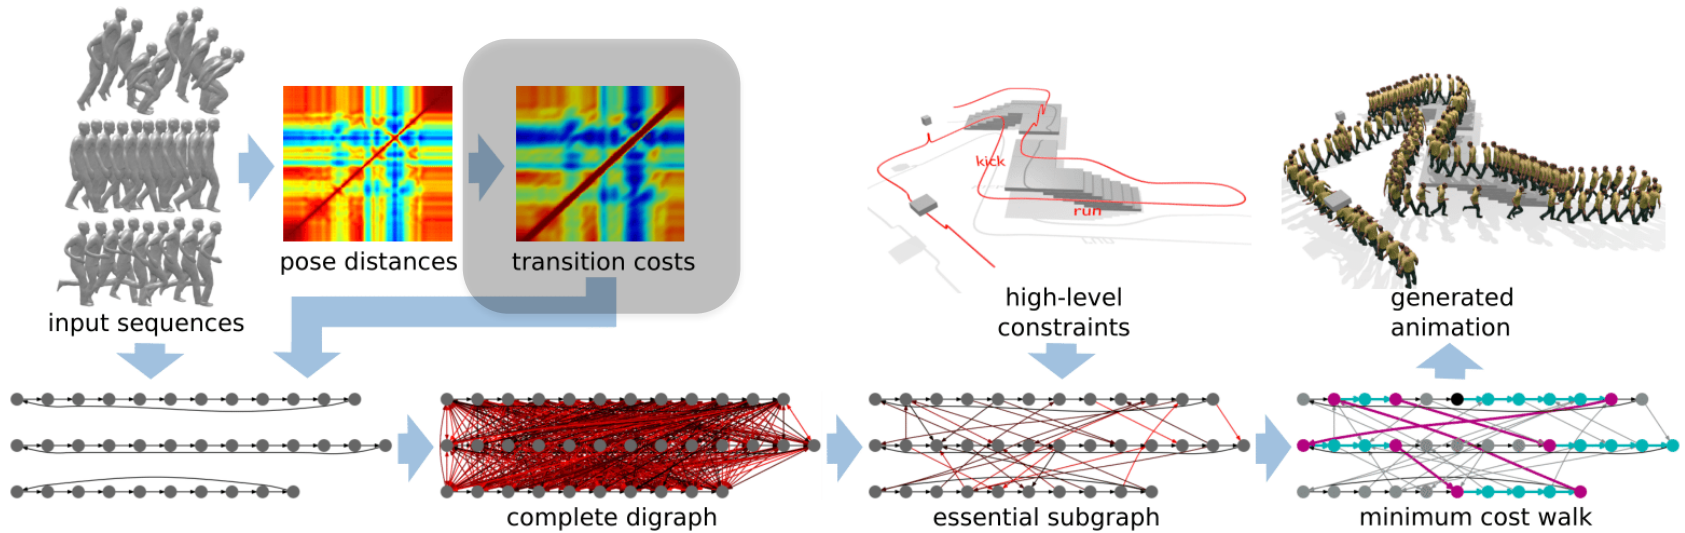 pose distances
transition costs
input sequences
kick
run
high-level
constraints
generated
animation
complete digraph
essential subgraph
minimum cost walk